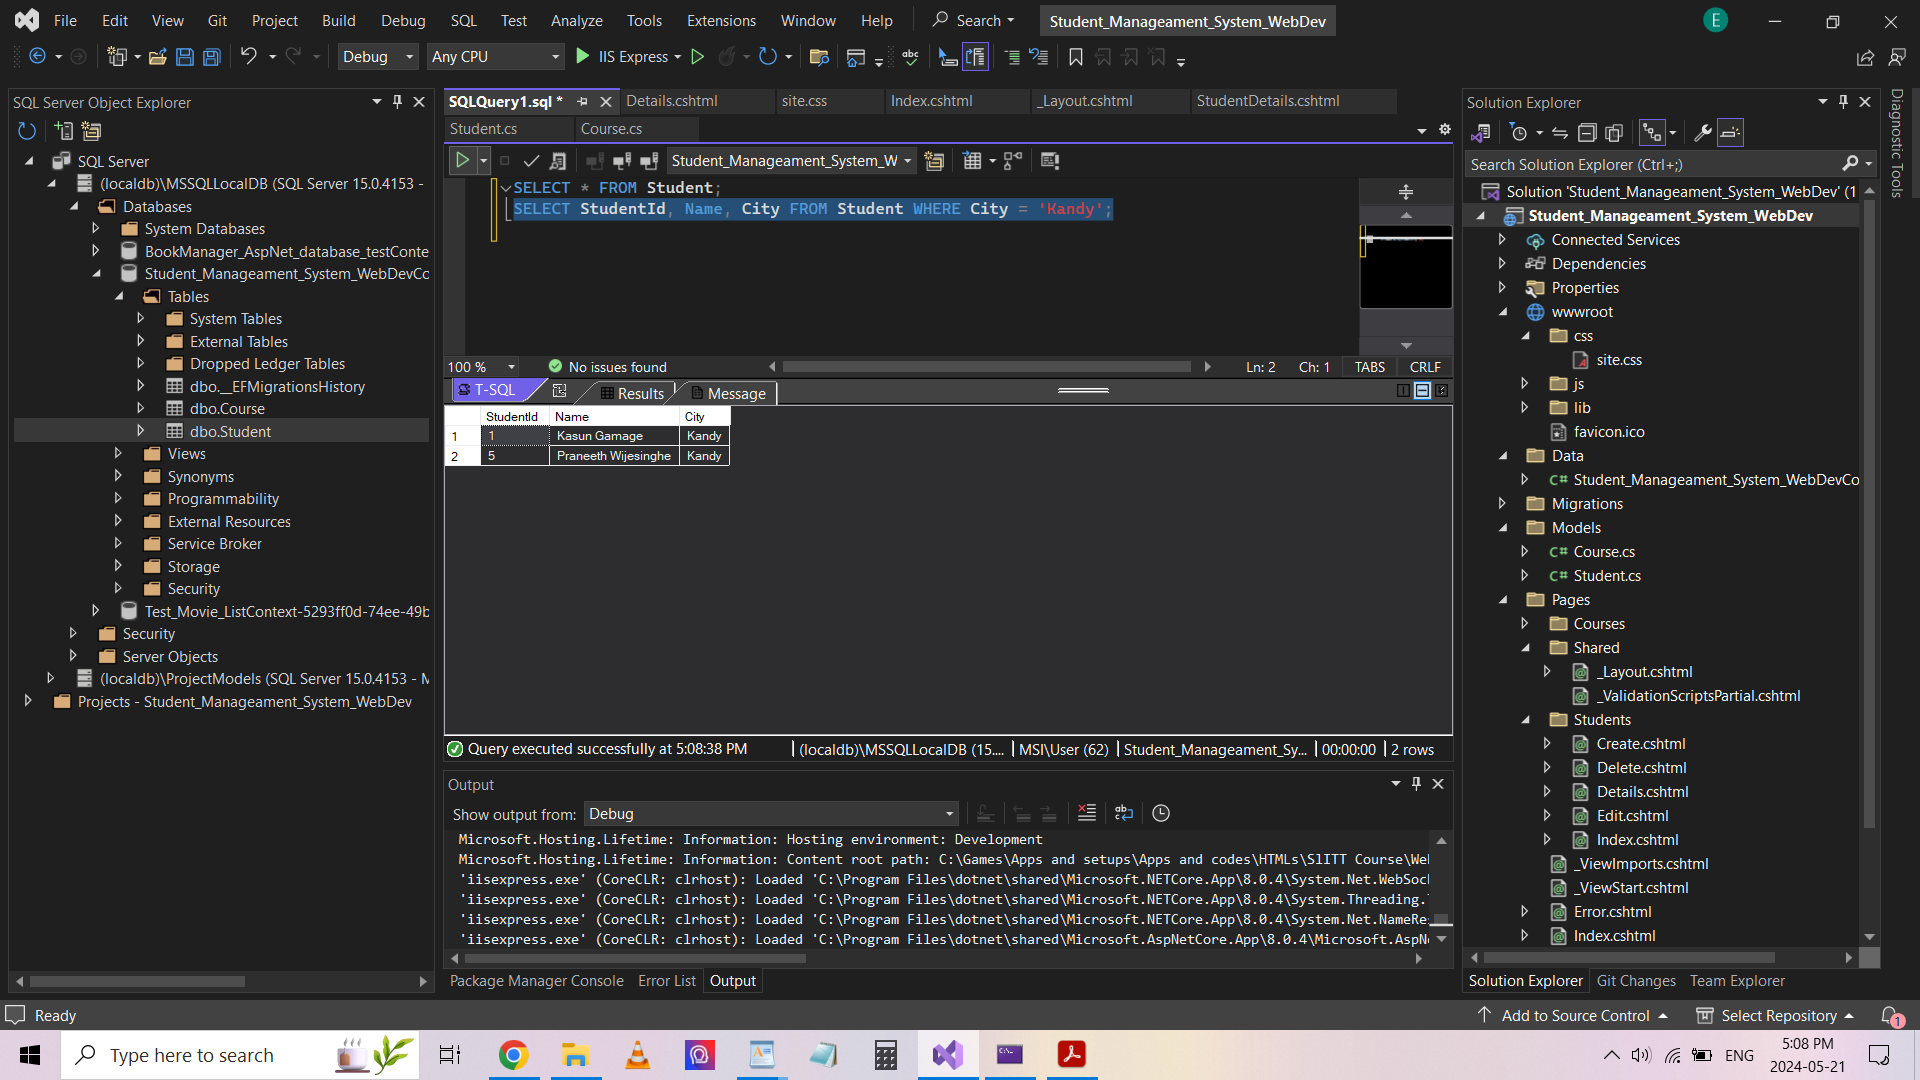 File Edit View Git Project Build Debug SQL Test Analyze Tools Extensions Window Help Search Student_Manageament_System_WebDev E
Debug Any CPU IIS Express
SQL Server Object Explorer
SQL Server
(localdb)\MSSQLLocalDB (SQL Server 15.0.4153 -
Databases
System Databases
BookManager_AspNet_database_testConte
Student_Manageament_System_WebDevCo
Tables
System Tables
External Tables
Dropped Ledger Tables
dbo.__EFMigrationsHistory
dbo.Course
dbo.Student
Views
Synonyms
Programmability
External Resources
Service Broker
Storage
Security
Test_Movie_ListContext-5293ff0d-74ee-49b
Security
Server Objects
(localdb)\ProjectModels (SQL Server 15.0.4153 - M
Projects - Student_Manageament_System_WebDev
SQLQuery1.sql * Details.cshtml site.css Index.cshtml _Layout.cshtml StudentDetails.cshtml
Student.cs Course.cs
Student_Manageament_System_W
SELECT * FROM Student;
SELECT StudentId, Name, City FROM Student WHERE City = 'Kandy';
100 % No issues found Ln: 2 Ch: 1 TABS CRLF
T-SQL Results Message
StudentId Name City
1 1 Kasun Gamage Kandy
2 5 Praneeth Wijesinghe Kandy
Query executed successfully at 5:08:38 PM (localdb)\MSSQLLocalDB (15.... MSI\User (62) Student_Manageament_Sy... 00:00:00 2 rows
Output
Show output from: Debug
Microsoft.Hosting.Lifetime: Information: Hosting environment: Development
Microsoft.Hosting.Lifetime: Information: Content root path: C:\Games\Apps and setups\Apps and codes\HTMLs\SlITT Course\Wel
'iisexpress.exe' (CoreCLR: clrhost): Loaded 'C:\Program Files\dotnet\shared\Microsoft.NETCore.App\8.0.4\System.Net.WebSoc
'iisexpress.exe' (CoreCLR: clrhost): Loaded 'C:\Program Files\dotnet\shared\Microsoft.NETCore.App\8.0.4\System.Threading.
'iisexpress.exe' (CoreCLR: clrhost): Loaded 'C:\Program Files\dotnet\shared\Microsoft.NETCore.App\8.0.4\System.Net.NameRe
'iisexpress.exe' (CoreCLR: clrhost): Loaded 'C:\Program Files\dotnet\shared\Microsoft.AspNetCore.App\8.0.4\Microsoft.AspN
Package Manager Console Error List Output
Solution Explorer
Search Solution Explorer (Ctrl+;)
Solution 'Student_Manageament_System_WebDev' (1
Student_Manageament_System_WebDev
Connected Services
Dependencies
Properties
wwwroot
css
site.css
js
lib
favicon.ico
Data
C# Student_Manageament_System_WebDevCo
Migrations
Models
C# Course.cs
C# Student.cs
Pages
Courses
Shared
_Layout.cshtml
_ValidationScriptsPartial.cshtml
Students
Create.cshtml
Delete.cshtml
Details.cshtml
Edit.cshtml
Index.cshtml
_ViewImports.cshtml
_ViewStart.cshtml
Error.cshtml
Index.cshtml
Solution Explorer Git Changes Team Explorer
Diagnostic Tools
Ready Add to Source Control Select Repository 1
Type here to search ENG 5:08 PM
2024-05-21